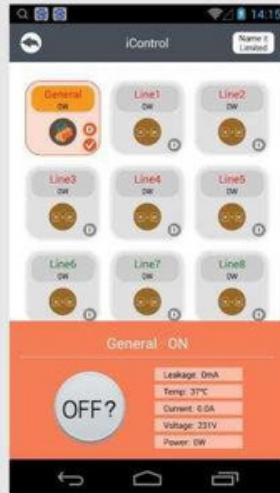 14:15
iControl
Name it
Limited
General
0W
D
Line1
0W
D
Line2
0W
D
Line3
0W
D
Line4
0W
D
Line5
0W
D
Line6
0W
D
Line7
0W
D
Line8
0W
D
General ON
OFF?
Leakage: 0mA
Temp: 37°C
Current: 0.0A
Voltage: 231V
Power: 0W